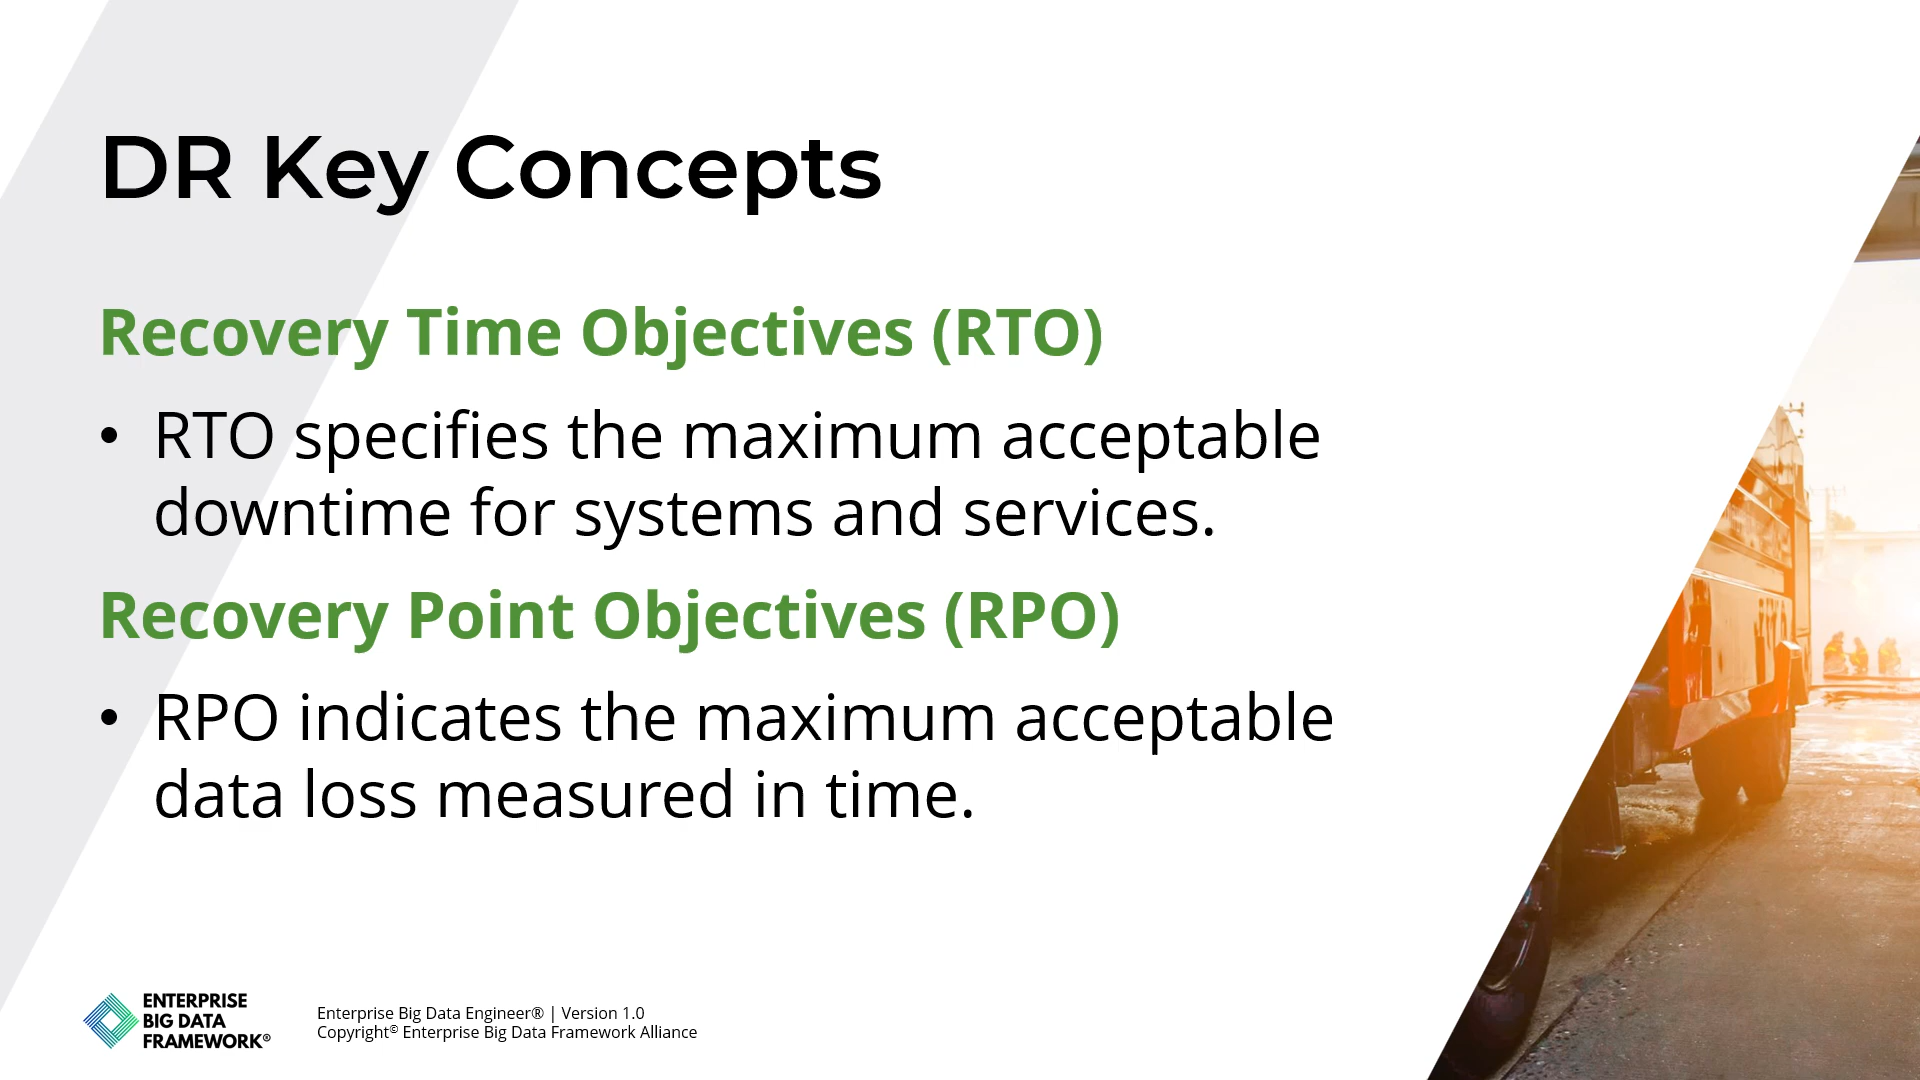 DR Key Concepts
Recovery Time Objectives (RTO)
• RTO specifies the maximum acceptable
downtime for systems and services.
Recovery Point Objectives (RPO)
• RPO indicates the maximum acceptable
data loss measured in time.
ENTERPRISE
BIG DATA
FRAMEWORK®
Enterprise Big Data Engineer® | Version 1.0
Copyright© Enterprise Big Data Framework Alliance